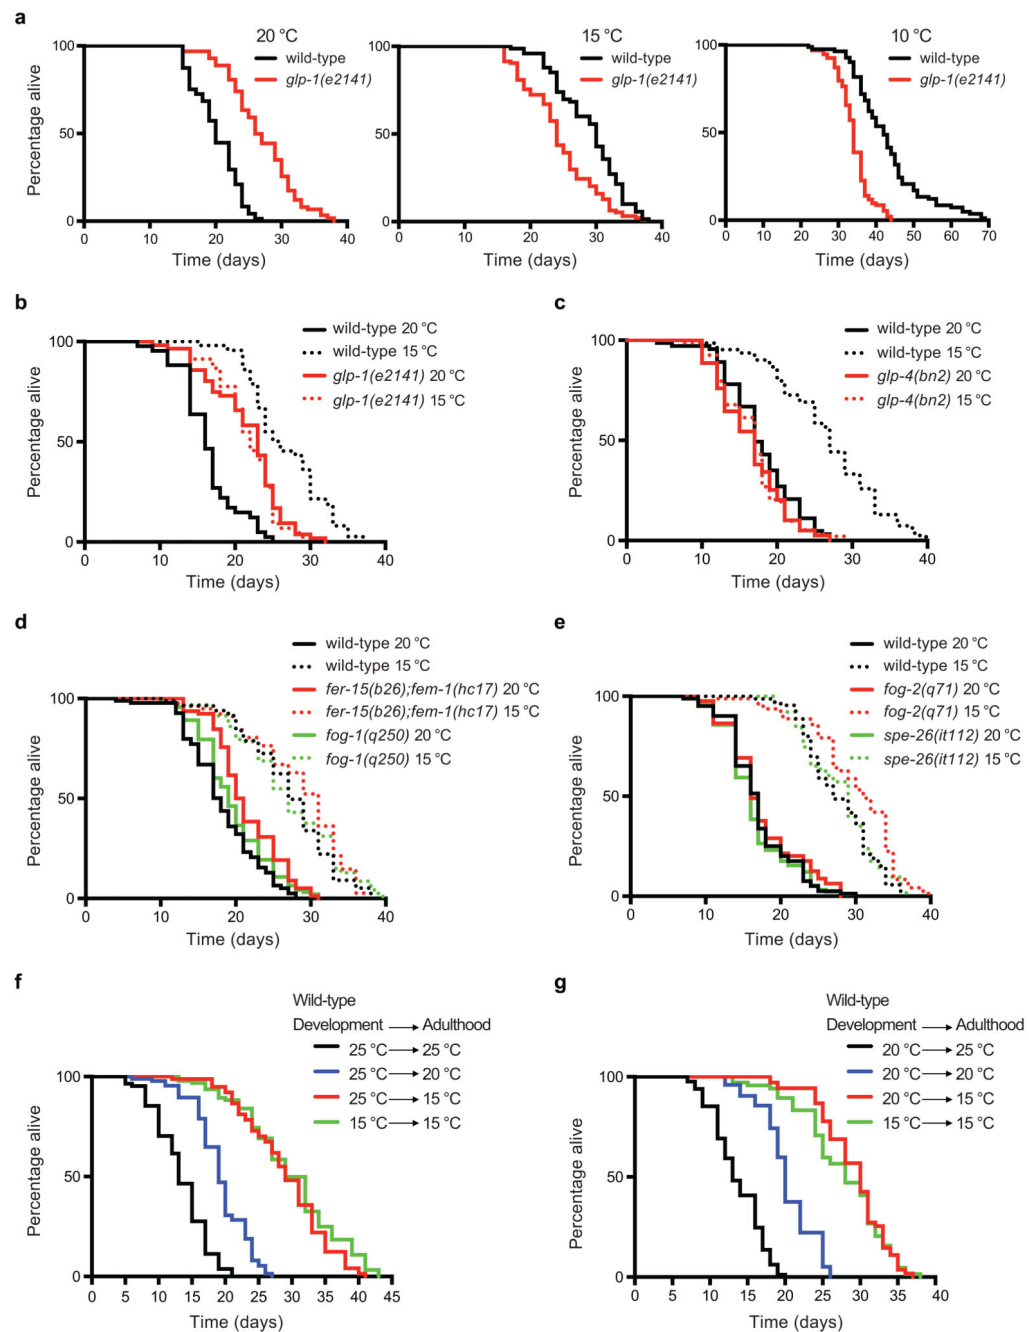 a
20 °C
wild-type
glp-1(e2141)
15 °C
wild-type
glp-1(e2141)
10 °C
wild-type
glp-1(e2141)
Percentage alive
100
50
0
0 10 20 30 40
Time (days)
100
50
0
0 10 20 30 40
Time (days)
100
50
0
0 10 20 30 40 50 60 70
Time (days)
b
wild-type 20 °C
wild-type 15 °C
glp-1(e2141) 20 °C
glp-1(e2141) 15 °C
Percentage alive
100
50
0
0 10 20 30 40
Time (days)
c
wild-type 20 °C
wild-type 15 °C
glp-4(bn2) 20 °C
glp-4(bn2) 15 °C
Percentage alive
100
50
0
0 10 20 30 40
Time (days)
d
wild-type 20 °C
wild-type 15 °C
fer-15(b26);fem-1(hc17) 20 °C
fer-15(b26);fem-1(hc17) 15 °C
fog-1(q250) 20 °C
fog-1(q250) 15 °C
Percentage alive
100
50
0
0 10 20 30 40
Time (days)
e
wild-type 20 °C
wild-type 15 °C
fog-2(q71) 20 °C
fog-2(q71) 15 °C
spe-26(it112) 20 °C
spe-26(it112) 15 °C
Percentage alive
100
50
0
0 10 20 30 40
Time (days)
f
Wild-type
Development → Adulthood
25 °C → 25 °C
25 °C → 20 °C
25 °C → 15 °C
15 °C → 15 °C
Percentage alive
100
50
0
0 5 10 15 20 25 30 35 40 45
Time (days)
g
Wild-type
Development → Adulthood
20 °C → 25 °C
20 °C → 20 °C
20 °C → 15 °C
15 °C → 15 °C
Percentage alive
100
50
0
0 5 10 15 20 25 30 35 40
Time (days)